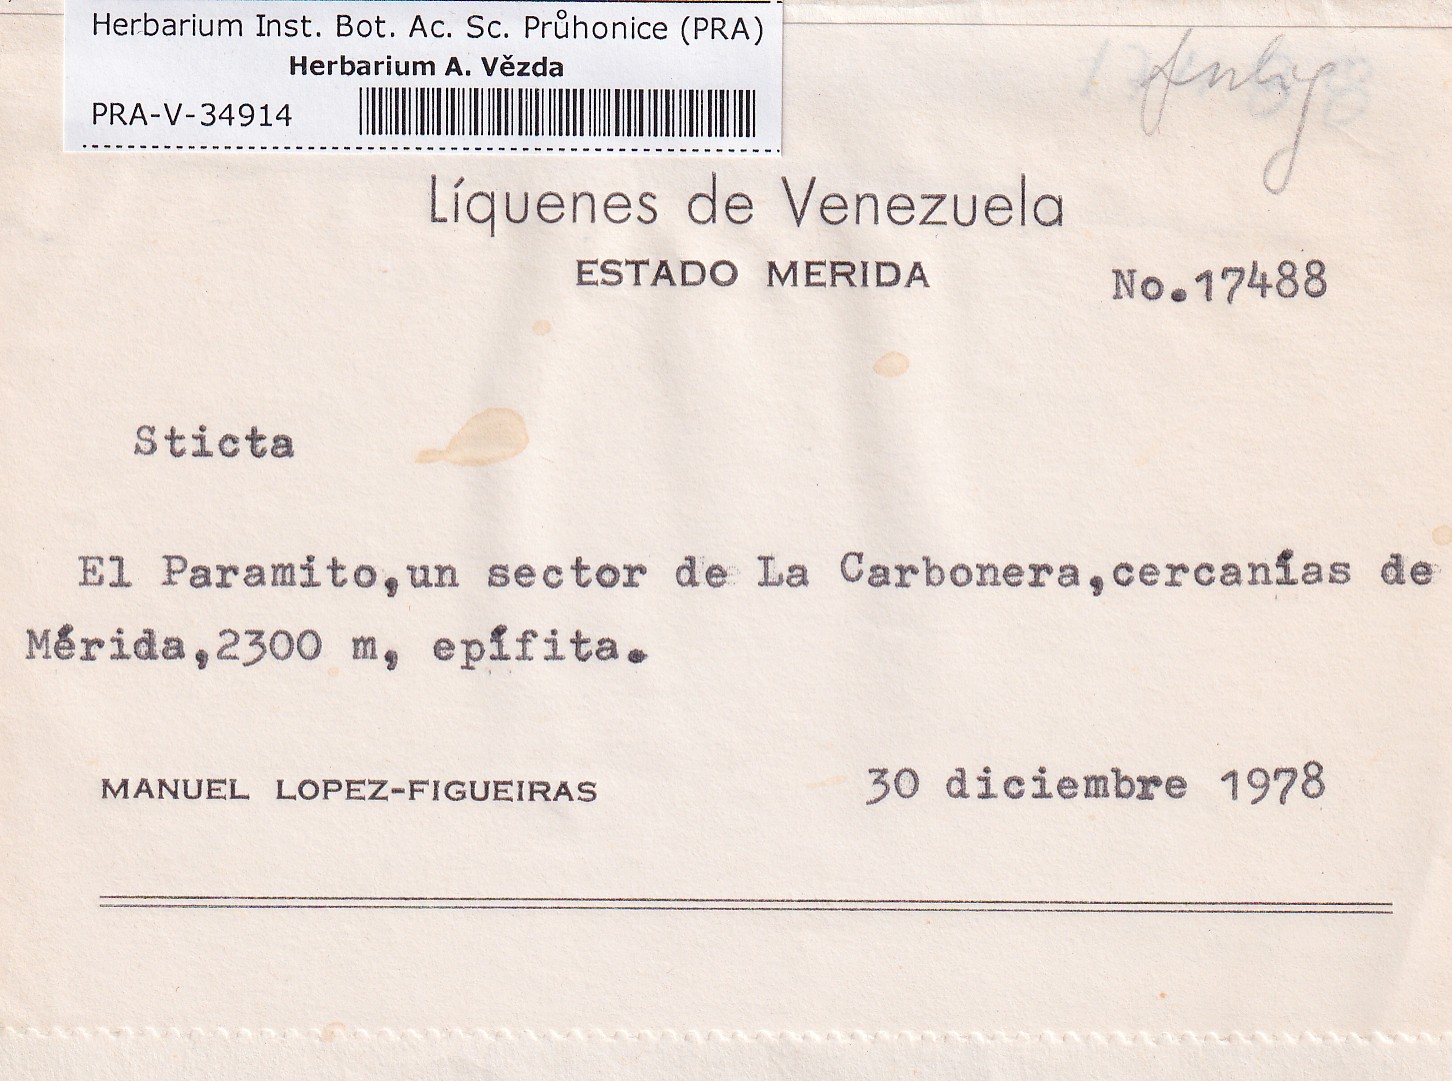 Herbarium Inst. Bot. Ac. Sc. Průhonice (PRA)
Herbarium A. Vězda
PRA-V-34914
Líquenes de Venezuela
ESTADO MERIDA
No.17488
Sticta
El Paramito,un sector de La Carbonera,cercanías de
Mérida,2300 m, epífita.
MANUEL LOPEZ-FIGUEIRAS
30 diciembre 1978